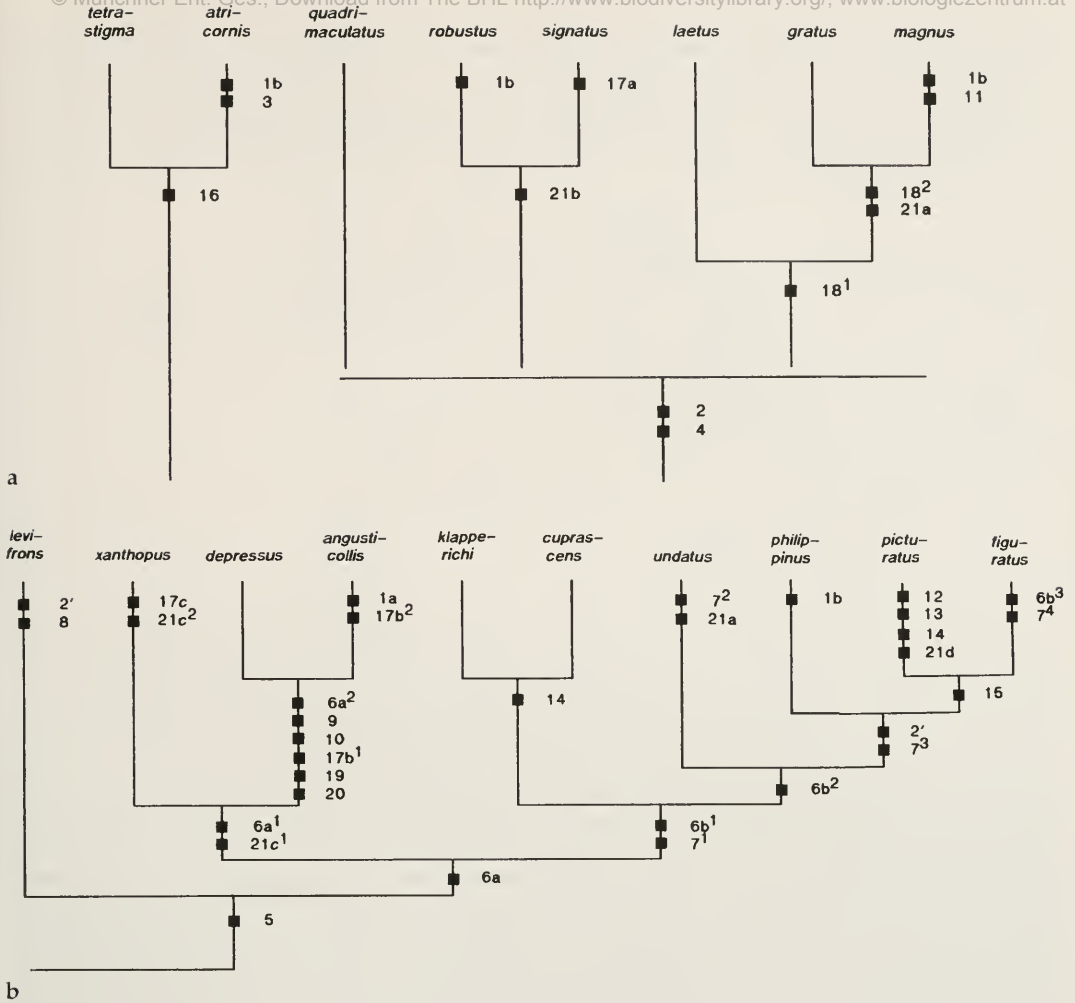 © Münchner Ent. Ges., Download from The BHL http://www.biodiversitylibrary.org/; www.biologiezentrum.at
tetra-
stigma
atri-
cornis
quadri-
maculatus
robustus
signatus
laetus
gratus
magnus
1b
3
1b
17a
1b
11
16
21b
18²
21a
18¹
2
4
a
levi-
frons
xanthopus
depressus
angusti-
collis
klappe-
richi
cupras-
cens
undatus
philip-
pinus
pictu-
ratus
figu-
ratus
2'
8
17c
21c²
1a
17b²
7²
21a
1b
12
13
14
21d
6b³
7⁴
6a²
9
10
17b¹
19
20
14
15
2'
7³
6b²
6a¹
21c¹
6b¹
7¹
6a
5
b